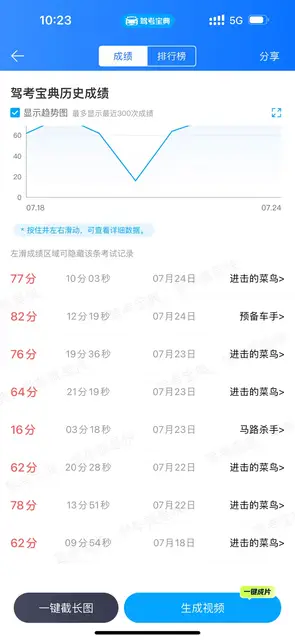 10:23
驾考宝典
5G
成绩
排行榜
分享
驾考宝典历史成绩
显示趋势图 最多显示最近300次成绩
60
40
20
0
07.18
07.24
* 按住并左右滑动，可查看详细数据。
左滑成绩区域可隐藏该条考试记录
77分 10分03秒 07月24日 进击的菜鸟>
82分 12分19秒 07月24日 预备车手>
76分 19分36秒 07月23日 进击的菜鸟>
64分 21分19秒 07月23日 进击的菜鸟>
16分 03分18秒 07月23日 马路杀手>
62分 20分28秒 07月22日 进击的菜鸟>
78分 13分51秒 07月22日 进击的菜鸟>
62分 09分54秒 07月18日 进击的菜鸟>
一键成片
一键截长图
生成视频